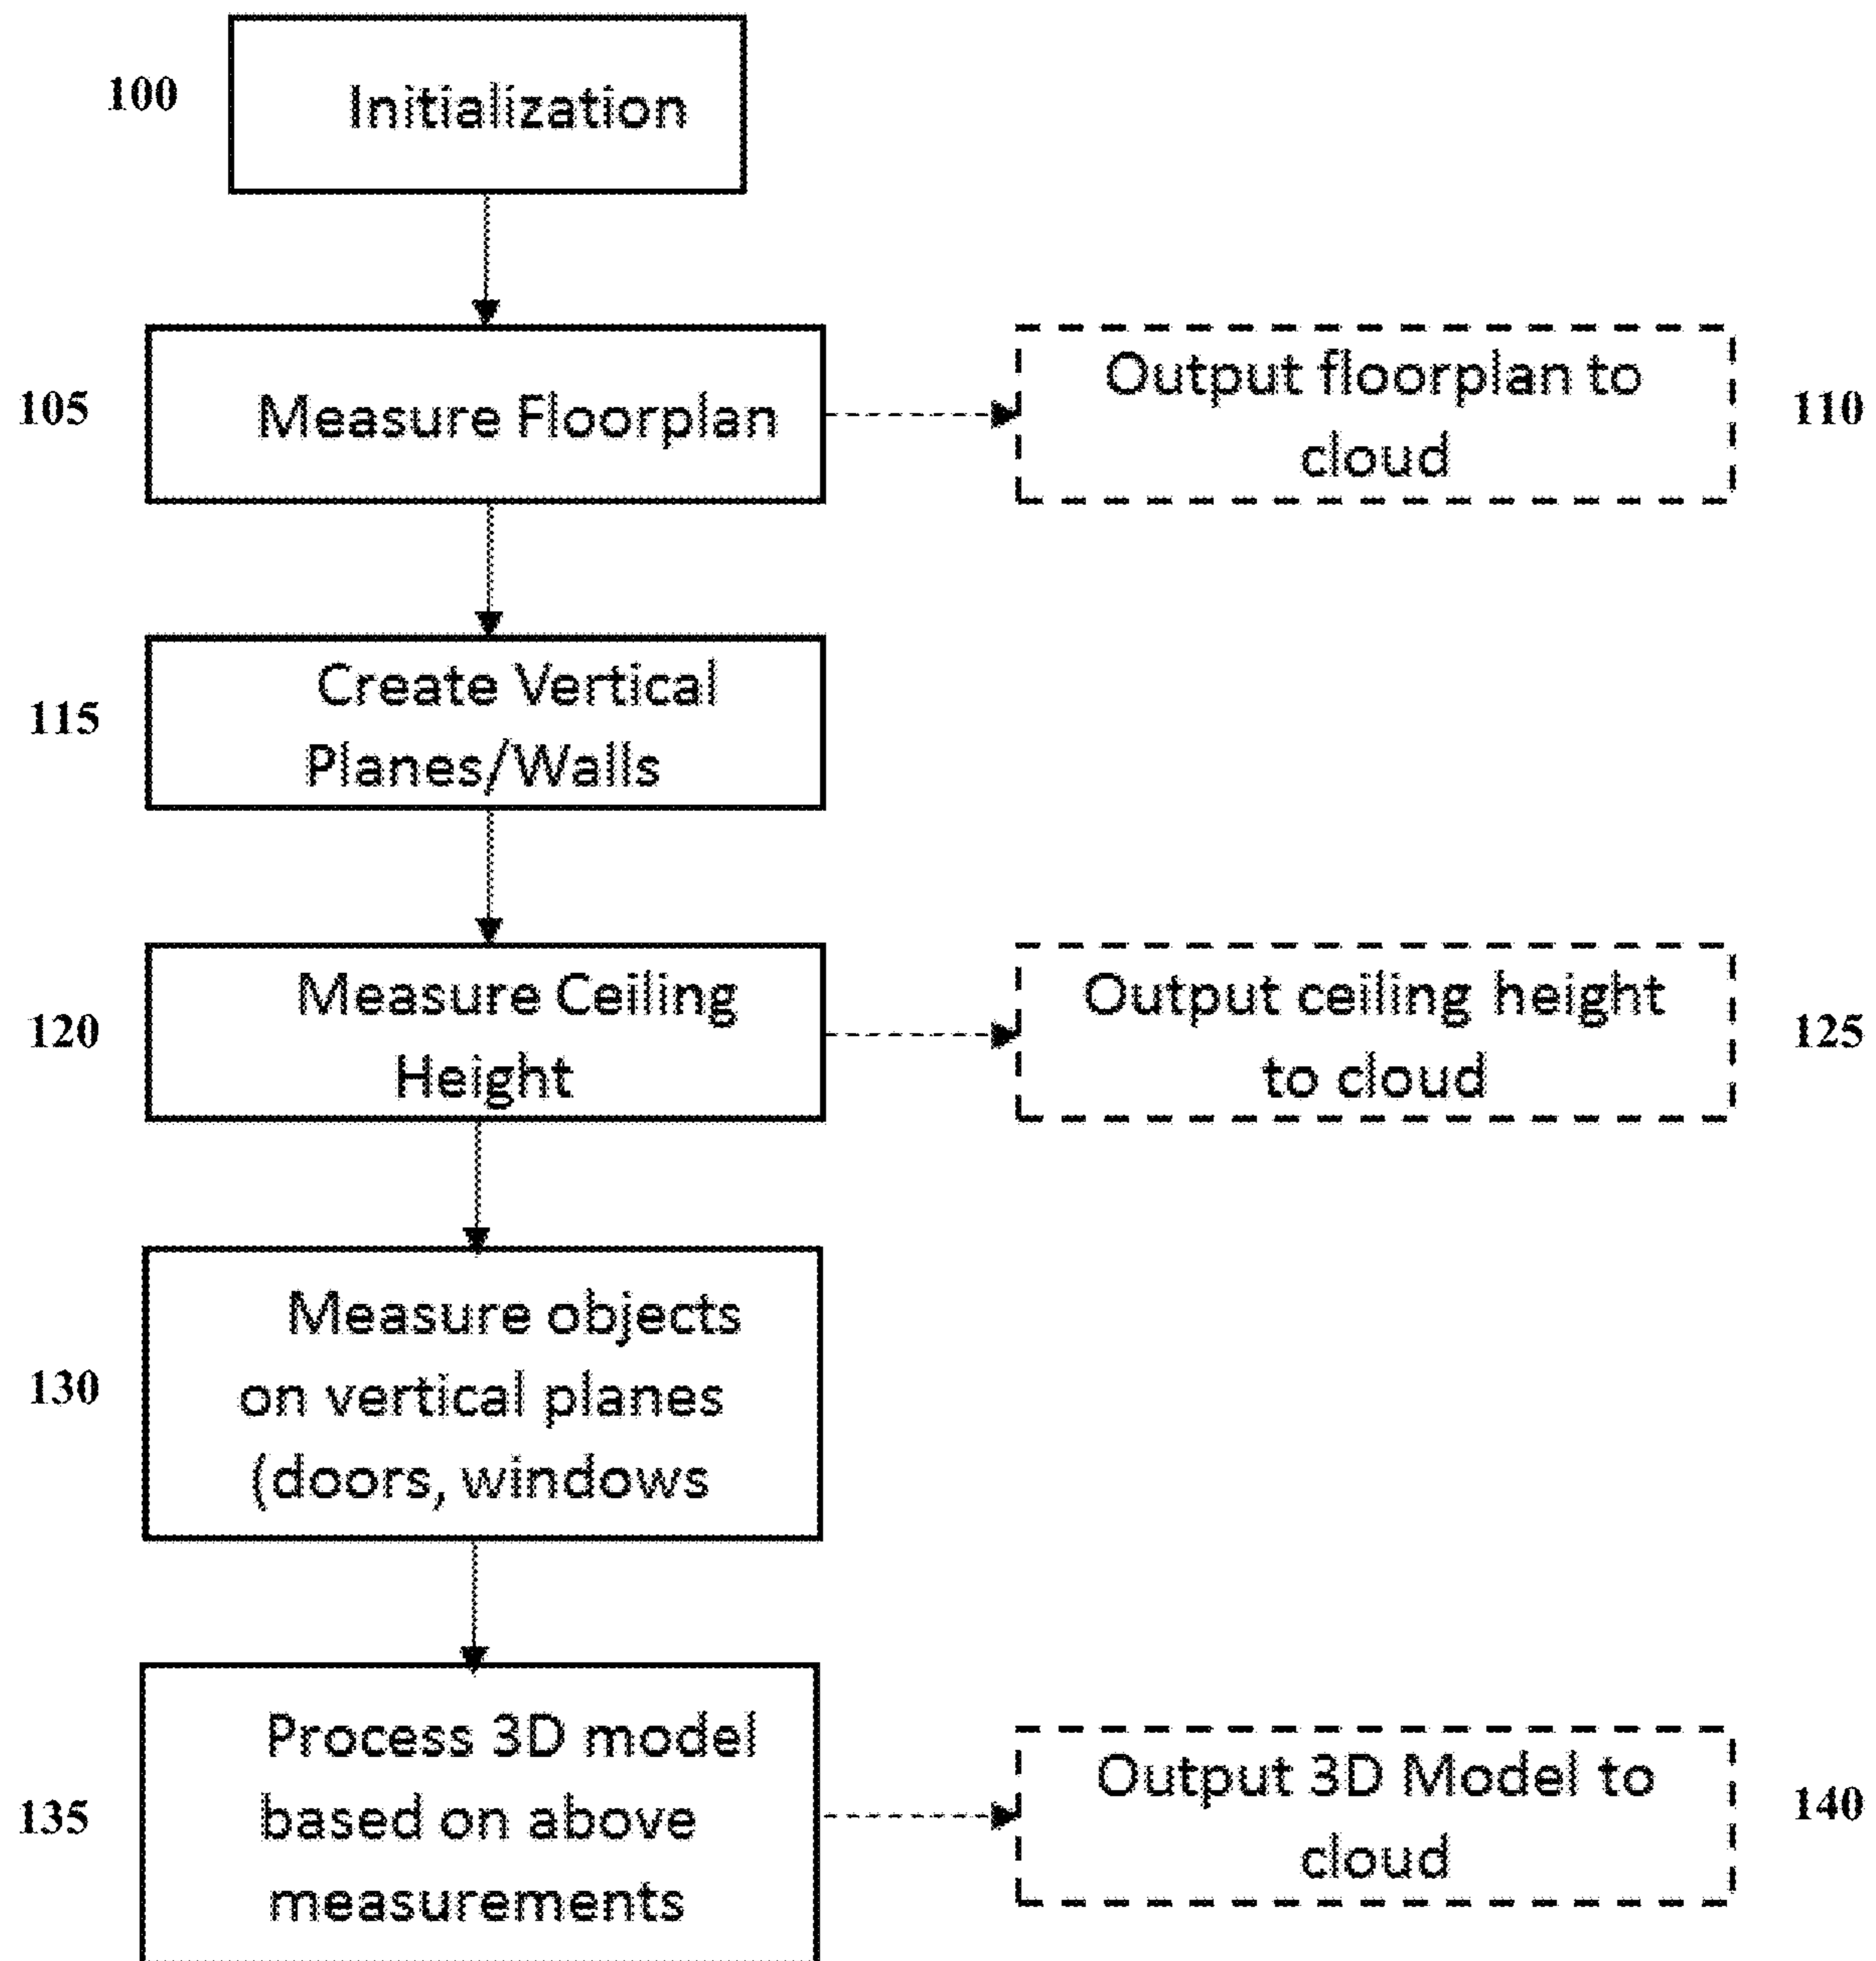 100
Initialization
105
Measure Floorplan
Output floorplan to
cloud
110
115
Create Vertical
Planes/Walls
120
Measure Ceiling
Height
Output ceiling height
to cloud
125
130
Measure objects
on vertical planes
(doors, windows
135
Process 3D model
based on above
measurements
Output 3D Model to
cloud
140